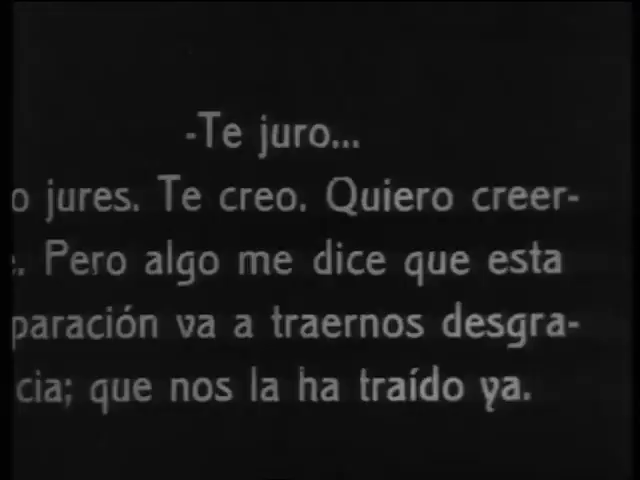 -Te juro...
o jures. Te creo. Quiero creer-
. Pero algo me dice que esta
paración va a traernos desgra-
cia; que nos la ha traído ya.